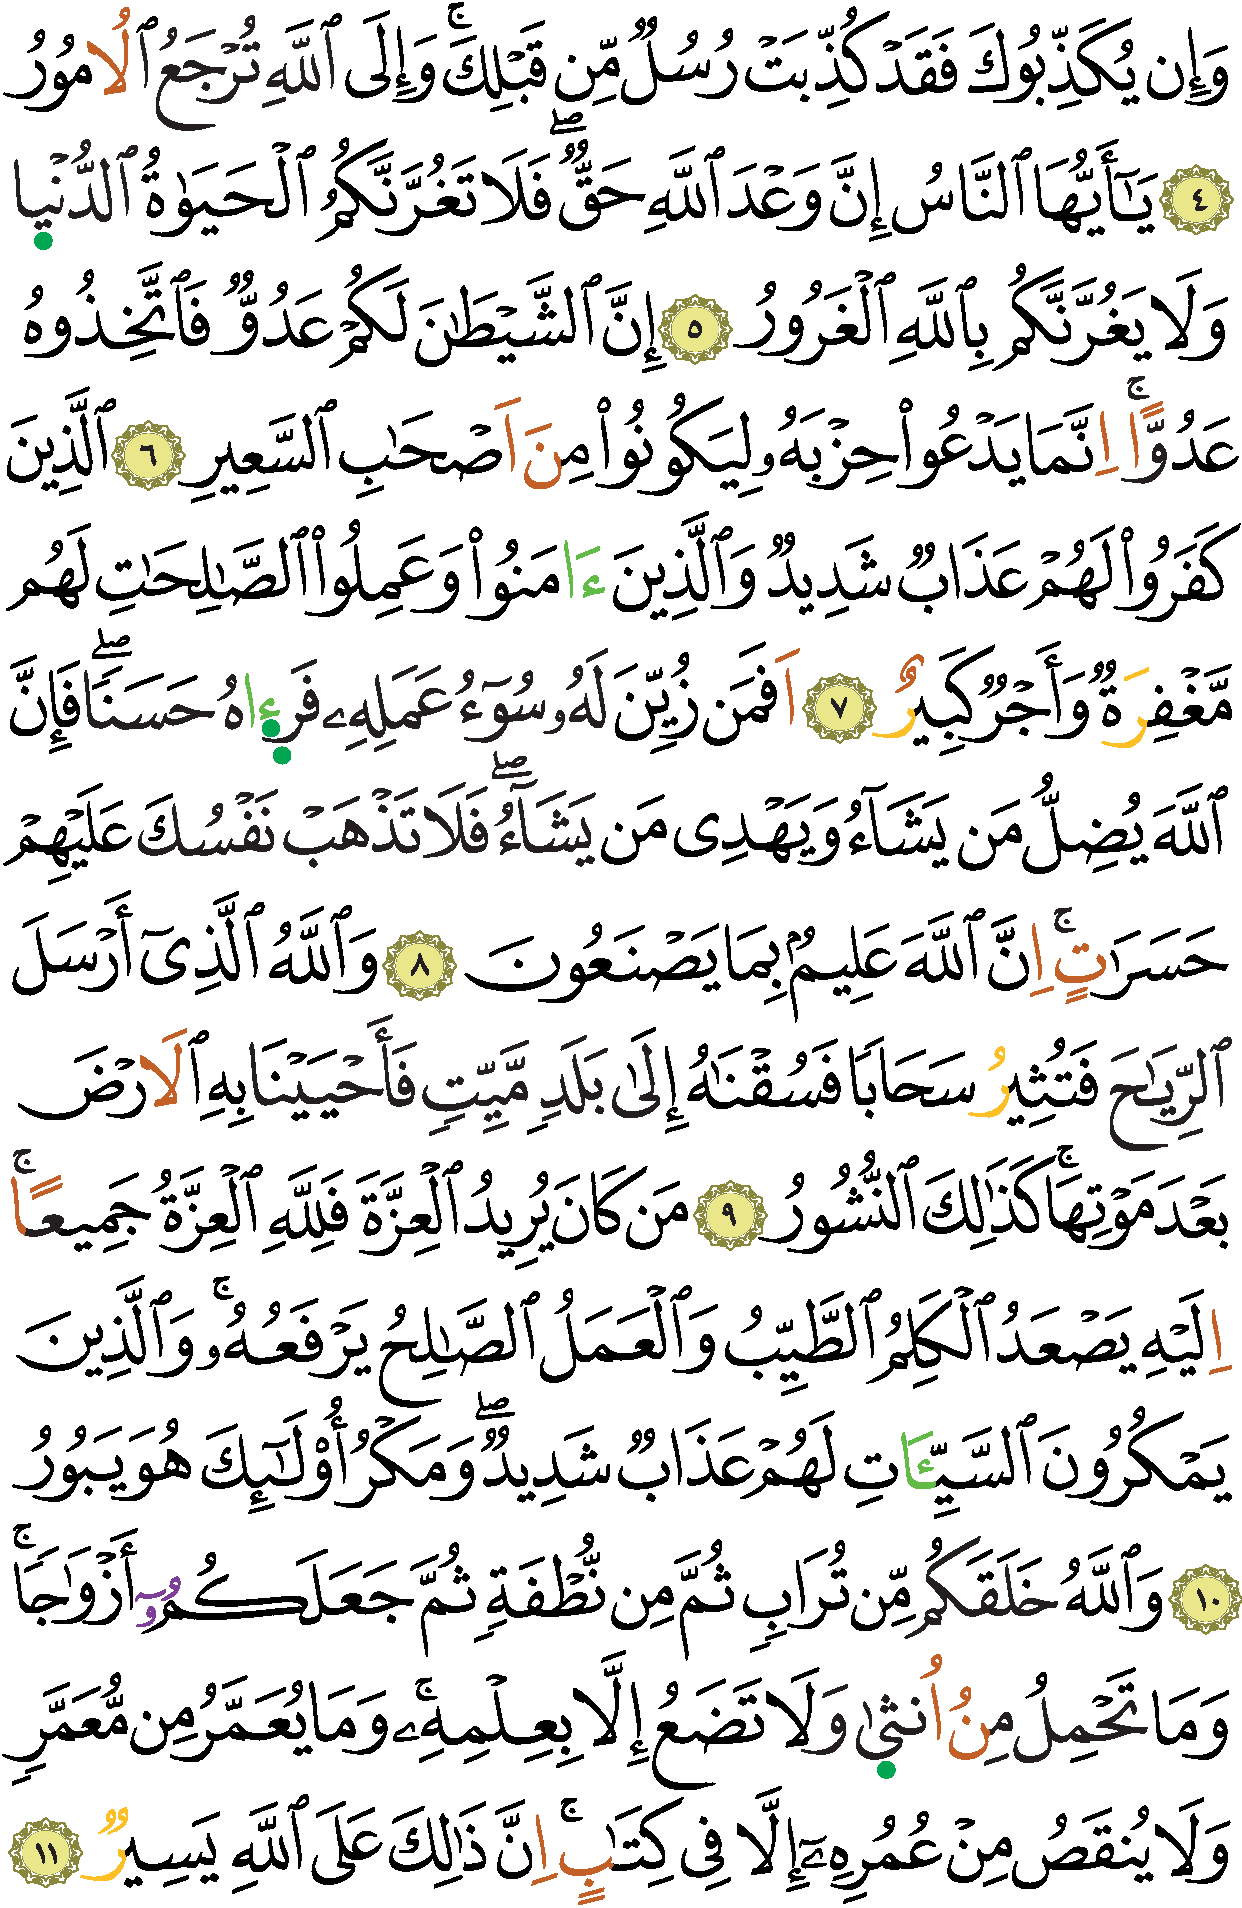 وَإِن يُكَذِّبُوكَ فَقَدْ كُذِّبَتْ رُسُلٌ مِّن قَبْلِكَ ۚ وَإِلَى ٱللَّهِ تُرْجَعُ ٱلُامُورُ
٤ يَـٰٓأَيُّهَا ٱلنَّاسُ إِنَّ وَعْدَ ٱللَّهِ حَقٌّ ۖ فَلَا تَغُرَّنَّكُمُ ٱلْحَيَوٰةُ ٱلدُّنْيا
وَلَا يَغُرَّنَّكُم بِٱللَّهِ ٱلْغَرُورُ ٥ إِنَّ ٱلشَّيْطَـٰنَ لَكُمْ عَدُوٌّ فَٱتَّخِذُوهُ
عَدُوًّا ۚ اِنَّمَا يَدْعُوا۟ حِزْبَهُۥ لِيَكُونُوا۟ مِنَ اَصْحَـٰبِ ٱلسَّعِيرِ ٦ ٱلَّذِينَ
كَفَرُوا۟ لَهُمْ عَذَابٌ شَدِيدٌ وَٱلَّذِينَ ءَامَنُوا۟ وَعَمِلُوا۟ ٱلصَّـٰلِحَـٰتِ لَهُم
مَّغْفِرَةٌ وَأَجْرٌ كَبِيرٌ ٧ اَفَمَن زُيِّنَ لَهُۥ سُوٓءُ عَمَلِهِۦ فَرِءِاهُ حَسَنًا ۖ فَإِنَّ
ٱللَّهَ يُضِلُّ مَن يَشَآءُ وَيَهْدِى مَن يَشَآءُ ۖ فَلَا تَذْهَبْ نَفْسُكَ عَلَيْهِمْ
حَسَرَٰتٍ ۚ اِنَّ ٱللَّهَ عَلِيمٌۢ بِمَا يَصْنَعُونَ ٨ وَٱللَّهُ ٱلَّذِىٓ أَرْسَلَ
ٱلرِّيَـٰحَ فَتُثِيرُ سَحَابًا فَسُقْنَـٰهُ إِلَىٰ بَلَدٍ مَّيِّتٍ فَأَحْيَيْنَا بِهِ ٱلَارْضَ
بَعْدَ مَوْتِهَا ۚ كَذَٰلِكَ ٱلنُّشُورُ ٩ مَن كَانَ يُرِيدُ ٱلْعِزَّةَ فَلِلَّهِ ٱلْعِزَّةُ جَمِيعًا ۚ
اِلَيْهِ يَصْعَدُ ٱلْكَلِمُ ٱلطَّيِّبُ وَٱلْعَمَلُ ٱلصَّـٰلِحُ يَرْفَعُهُۥ ۚ وَٱلَّذِينَ
يَمْكُرُونَ ٱلسَّيِّـَٔاتِ لَهُمْ عَذَابٌ شَدِيدٌ ۖ وَمَكْرُ أُو۟لَـٰٓئِكَ هُوَ يَبُورُ
١٠ وَٱللَّهُ خَلَقَكُم مِّن تُرَابٍ ثُمَّ مِن نُّطْفَةٍ ثُمَّ جَعَلَكُمُۥٓ أَزْوَٰجًا ۚ
وَمَا تَحْمِلُ مِنُ اُنثىٰ وَلَا تَضَعُ إِلَّا بِعِلْمِهِۦ ۚ وَمَا يُعَمَّرُ مِن مُّعَمَّرٍ
وَلَا يُنقَصُ مِنْ عُمُرِهِۦٓ إِلَّا فِى كِتَـٰبٍ ۚ اِنَّ ذَٰلِكَ عَلَى ٱللَّهِ يَسِيرٌ ١١